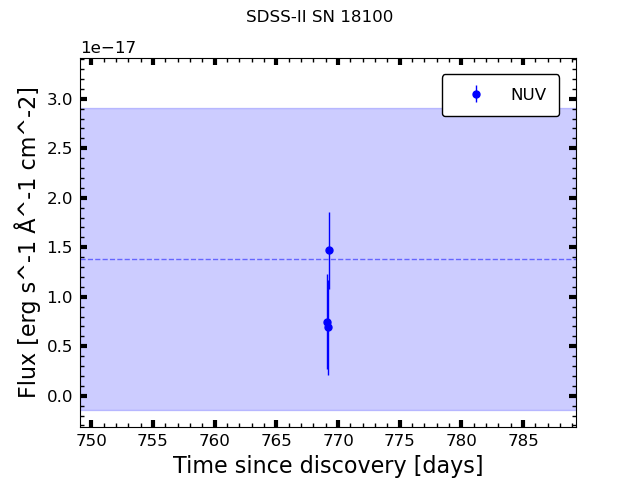 SDSS-II SN 18100
1e−17
NUV
3.0
2.5
2.0
1.5
1.0
0.5
0.0
Flux [erg s^-1 Å^-1 cm^-2]
750 755 760 765 770 775 780 785
Time since discovery [days]